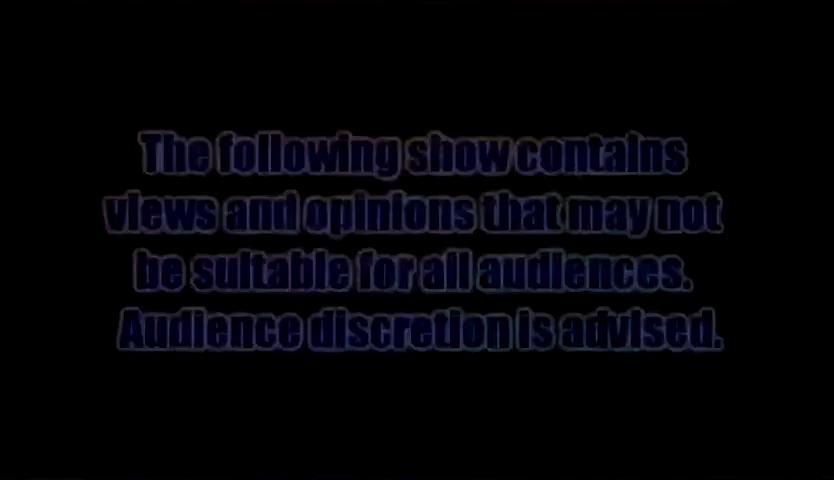 The following show contains
views and opinions that may not
be suitable for all audiences.
Audience discretion is advised.